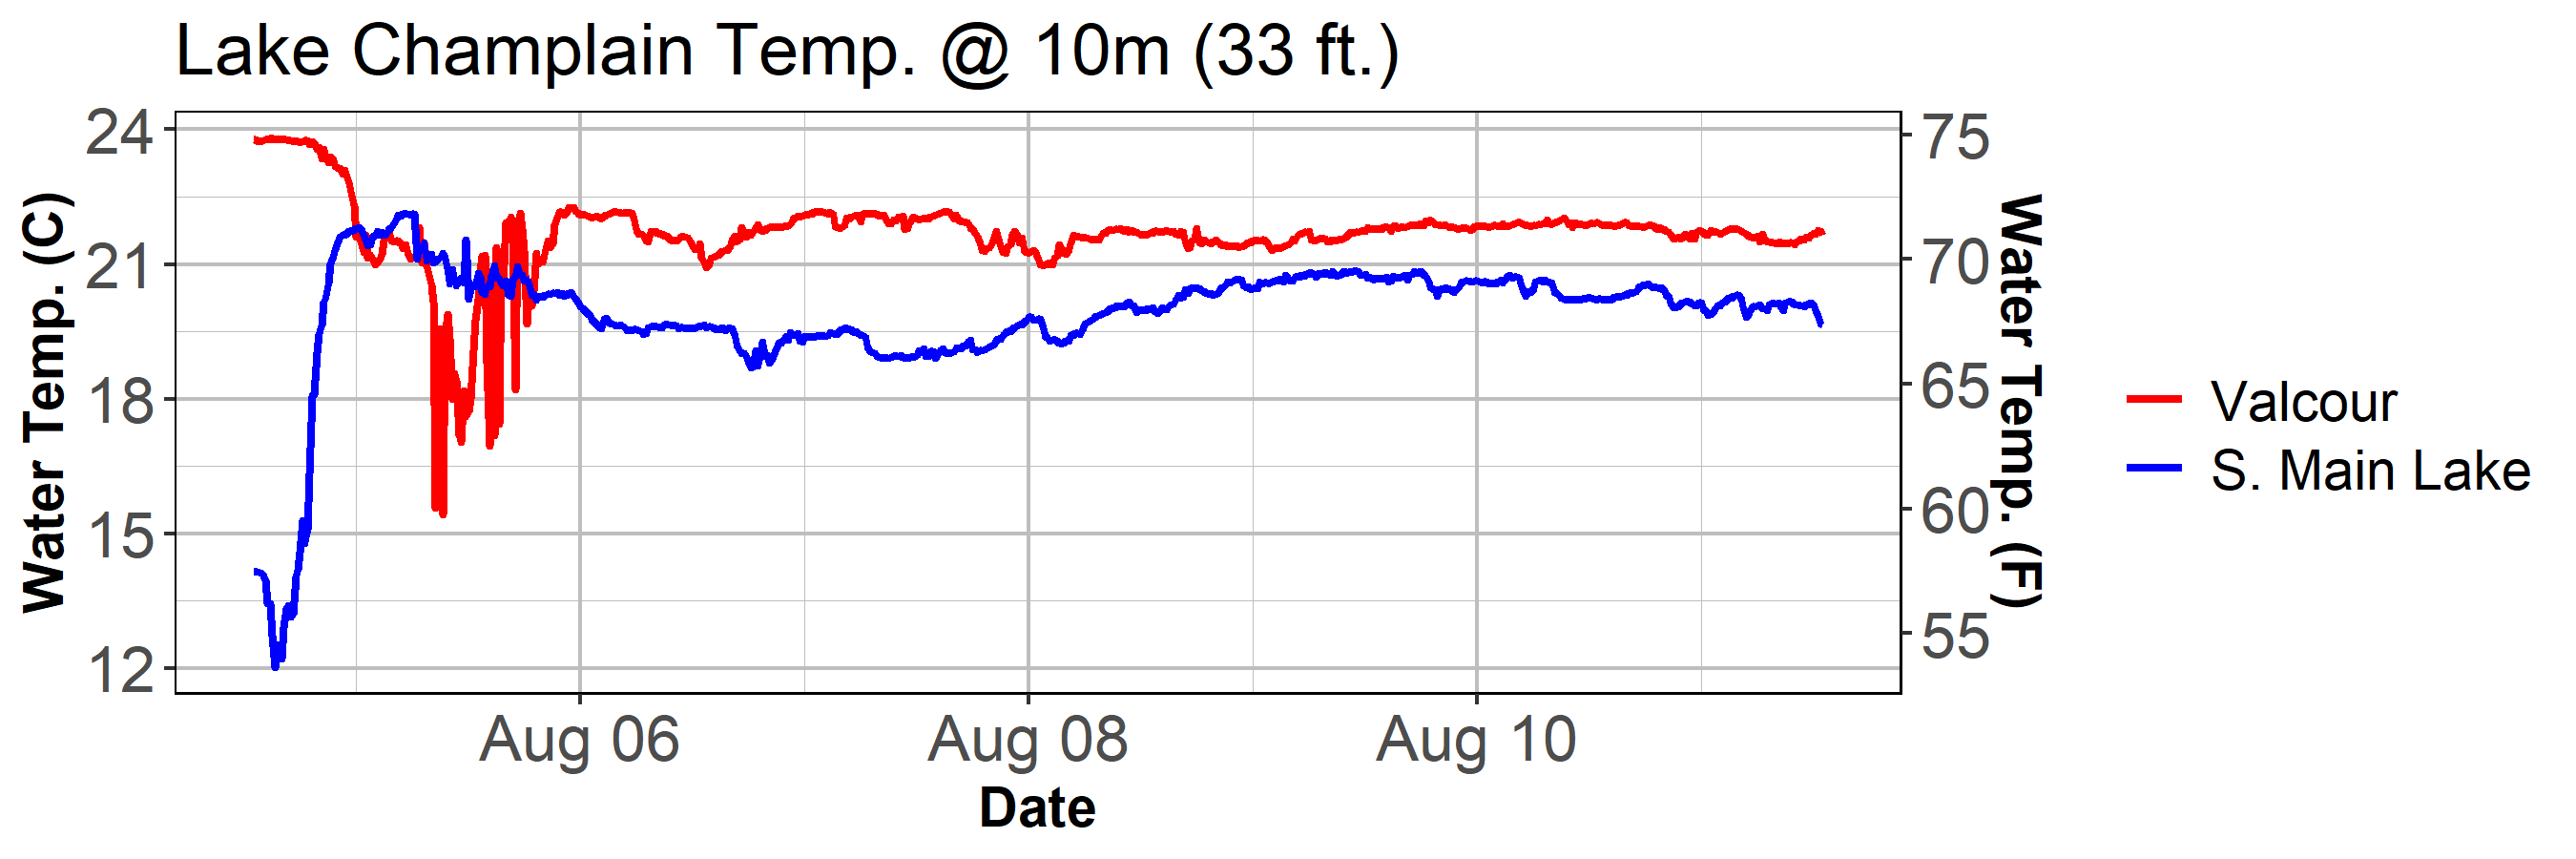 Lake Champlain Temp. @ 10m (33 ft.)
Water Temp. (C)
24
21
18
15
12
75
70
65
60
55
Water Temp. (F)
Aug 06
Aug 08
Aug 10
Date
Valcour
S. Main Lake